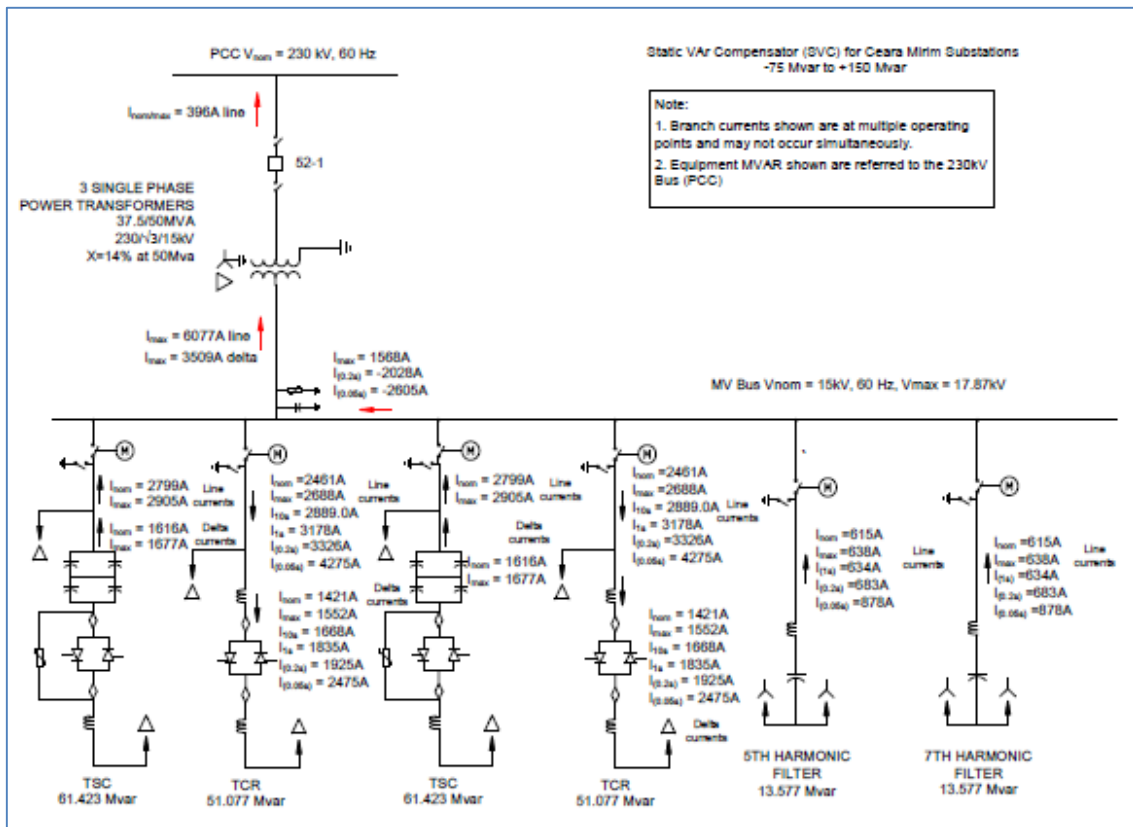 PCC Vnom = 230 kV, 60 Hz
Static VAr Compensator (SVC) for Ceara Mirim Substations
-75 Mvar to +150 Mvar
Inom/max = 396A line
Note:
1. Branch currents shown are at multiple operating
points and may not occur simultaneously.
2. Equipment MVAR shown are referred to the 230kV
Bus (PCC)
52-1
3 SINGLE PHASE
POWER TRANSFORMERS
37.5/50MVA
230/√3/15kV
X=14% at 50Mva
Imax = 6077A line
Imax = 3509A delta
Imax = 1568A
I(0.2s) = -2028A
I(0.05s) = -2605A
MV Bus Vnom = 15kV, 60 Hz, Vmax = 17.87kV
M
Inom = 2799A
Imax = 2905A
Line
currents
Inom = 1616A
Imax = 1677A
Delta
currents
TSC
61.423 Mvar
M
Inom =2461A
Imax =2688A
I10s = 2889.0A
I1s = 3178A
I(0.2s) =3326A
I(0.05s) = 4275A
Line
currents
Inom = 1421A
Imax = 1552A
I10s = 1668A
I1s = 1835A
I(0.2s) = 1925A
I(0.05s) = 2475A
Delta
currents
TCR
51.077 Mvar
M
Inom = 2799A
Imax = 2905A
Line
currents
Delta
currents
Inom = 1616A
Imax = 1677A
TSC
61.423 Mvar
M
Inom =2461A
Imax =2688A
I10s = 2889.0A
I1s = 3178A
I(0.2s) =3326A
I(0.05s) = 4275A
Line
currents
Inom = 1421A
Imax = 1552A
I10s = 1668A
I1s = 1835A
I(0.2s) = 1925A
I(0.05s) = 2475A
Delta
currents
TCR
51.077 Mvar
M
Inom =615A
Imax =638A
I(1s) =634A
I(0.2s) =683A
I(0.05s) =878A
Line
currents
5TH HARMONIC
FILTER
13.577 Mvar
M
Inom =615A
Imax =638A
I(1s) =634A
I(0.2s) =683A
I(0.05s) =878A
Line
currents
7TH HARMONIC
FILTER
13.577 Mvar